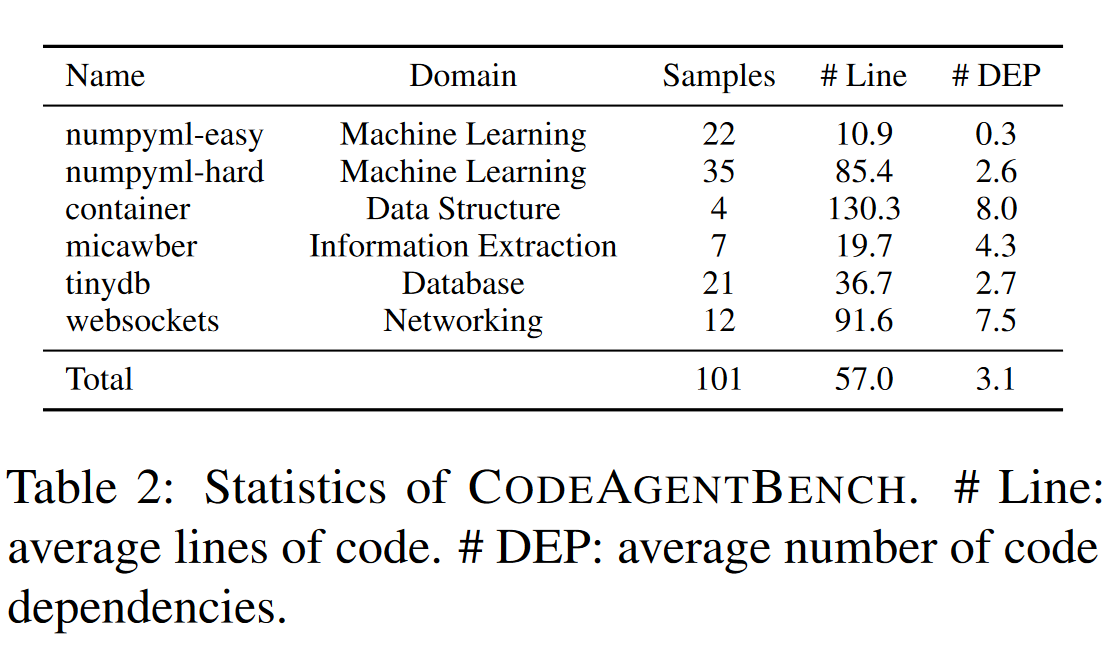 Name Domain Samples # Line # DEP
numpyml-easy Machine Learning 22 10.9 0.3
numpyml-hard Machine Learning 35 85.4 2.6
container Data Structure 4 130.3 8.0
micawber Information Extraction 7 19.7 4.3
tinydb Database 21 36.7 2.7
websockets Networking 12 91.6 7.5
Total 101 57.0 3.1
Table 2: Statistics of CODEAGENTBENCH. # Line:
average lines of code. # DEP: average number of code
dependencies.